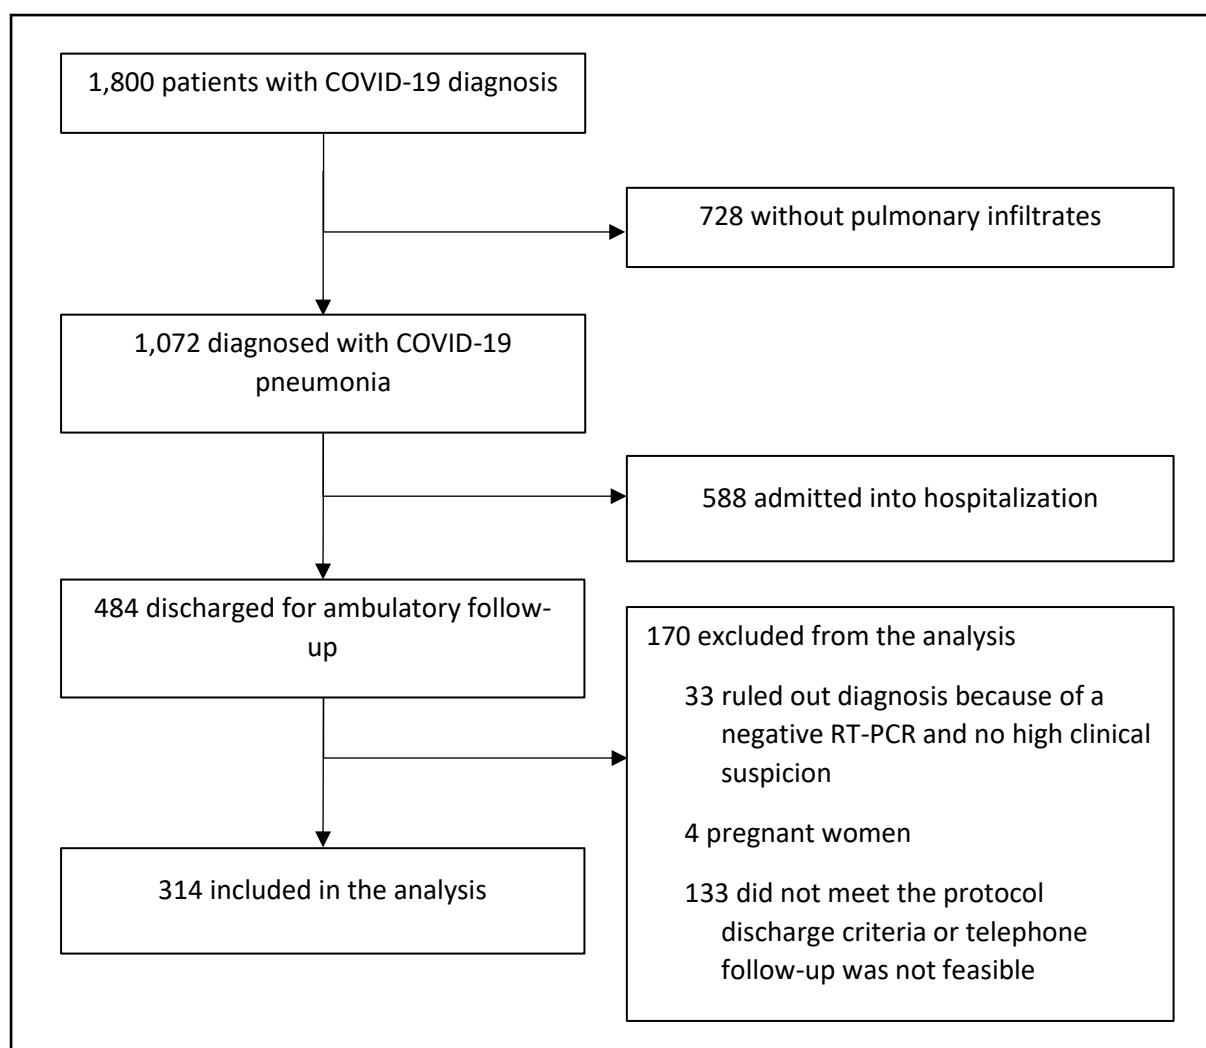 1,800 patients with COVID-19 diagnosis
728 without pulmonary infiltrates
1,072 diagnosed with COVID-19
pneumonia
588 admitted into hospitalization
484 discharged for ambulatory follow-
up
170 excluded from the analysis
33 ruled out diagnosis because of a
negative RT-PCR and no high clinical
suspicion
4 pregnant women
133 did not meet the protocol
discharge criteria or telephone
follow-up was not feasible
314 included in the analysis